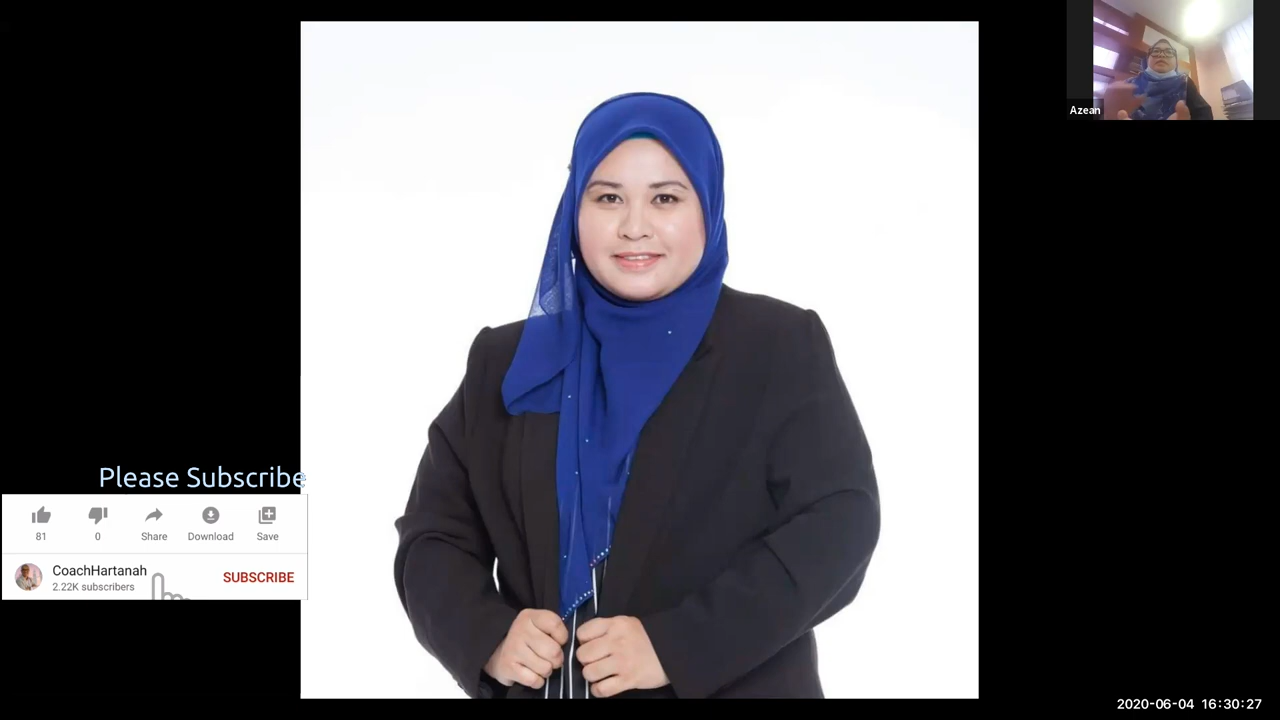 Azean
Please Subscribe
81
0
Share
Download
Save
CoachHartanah
2.22K subscribers
SUBSCRIBE
2020-06-04 16:30:27